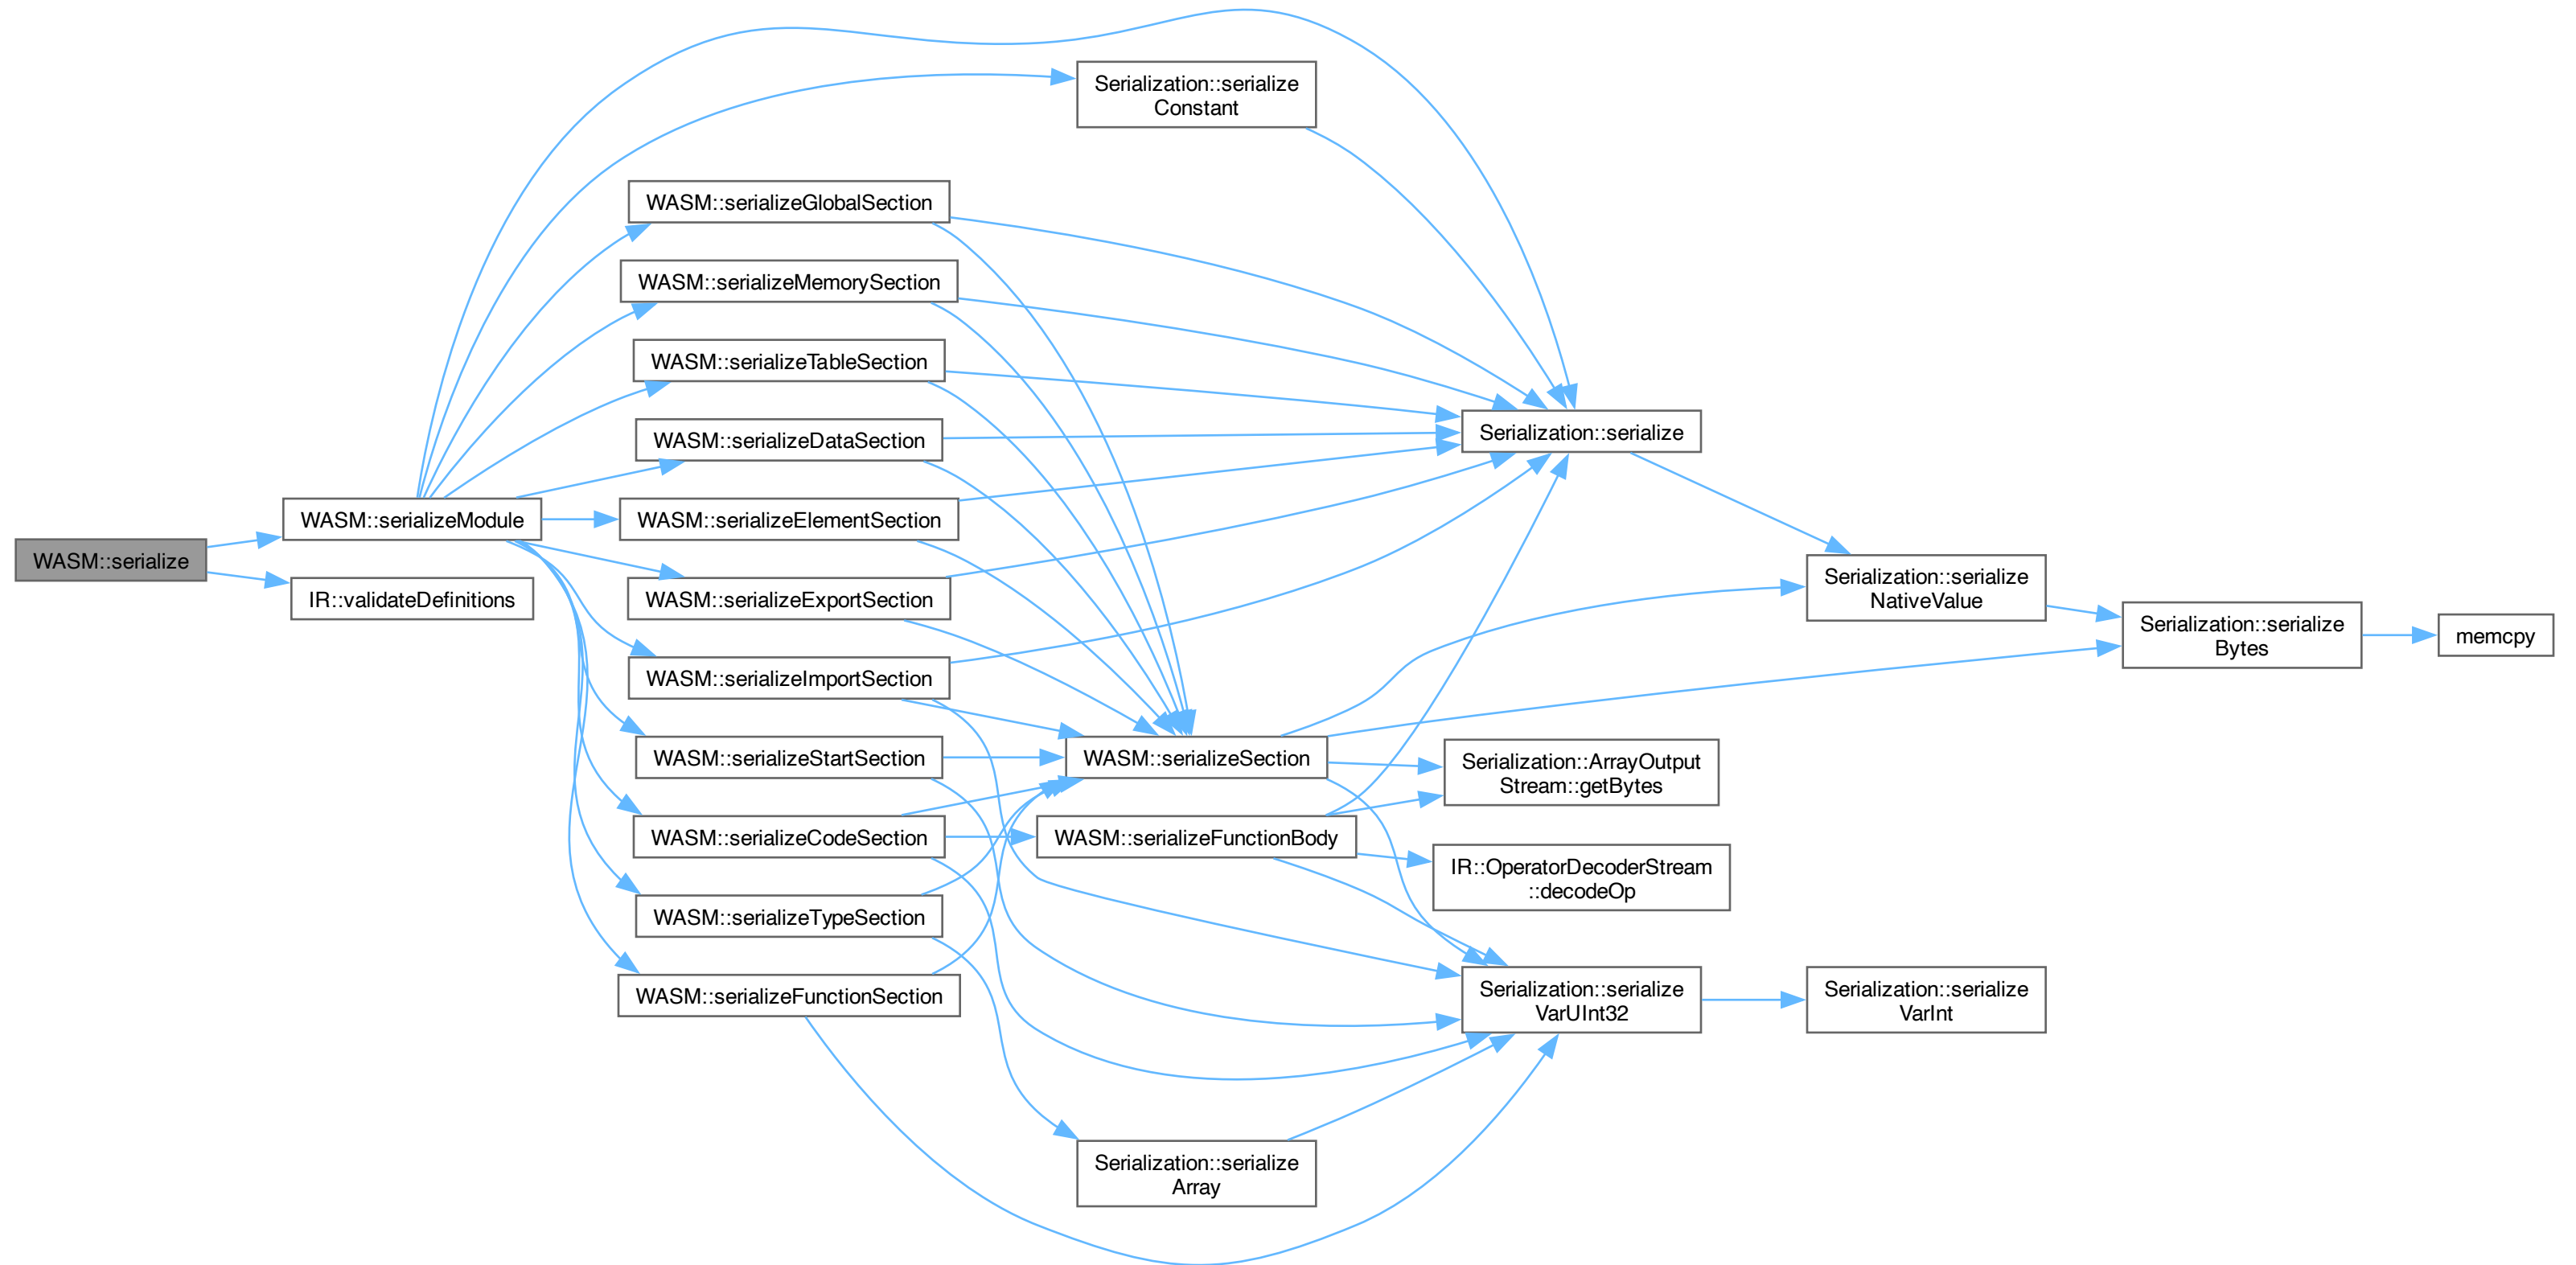 WASM::serialize
WASM::serializeModule
IR::validateDefinitions
WASM::serializeGlobalSection
WASM::serializeMemorySection
WASM::serializeTableSection
WASM::serializeDataSection
WASM::serializeElementSection
WASM::serializeExportSection
WASM::serializeImportSection
WASM::serializeStartSection
WASM::serializeCodeSection
WASM::serializeTypeSection
WASM::serializeFunctionSection
Serialization::serialize
Constant
WASM::serializeSection
WASM::serializeFunctionBody
Serialization::serialize
Array
Serialization::serialize
Serialization::ArrayOutput
Stream::getBytes
IR::OperatorDecoderStream
::decodeOp
Serialization::serialize
VarUInt32
Serialization::serialize
NativeValue
Serialization::serialize
VarInt
Serialization::serialize
Bytes
memcpy